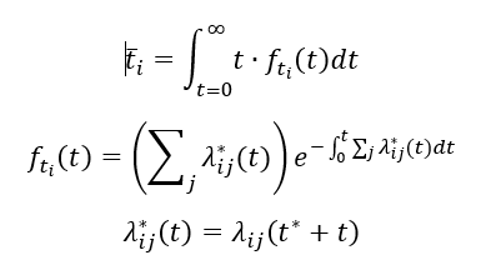 t̅ᵢ = ∫_{t=0}^{∞} t · f_{tᵢ}(t)dt
f_{tᵢ}(t) = (∑ⱼ λ*ᵢⱼ(t)) e^{−∫₀ᵗ ∑ⱼ λ*ᵢⱼ(t)dt}
λ*ᵢⱼ(t) = λᵢⱼ(t* + t)